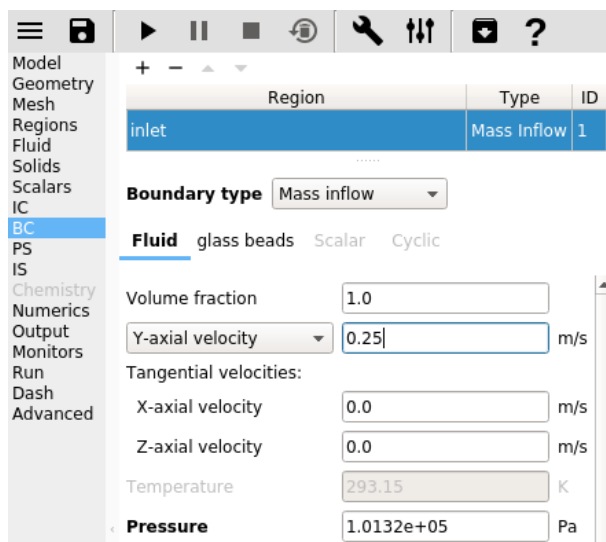 ?
Model
Geometry
Mesh
Regions
Fluid
Solids
Scalars
IC
BC
PS
IS
Chemistry
Numerics
Output
Monitors
Run
Dash
Advanced
Region Type ID
inlet Mass Inflow 1
Boundary type Mass inflow
Fluid glass beads Scalar Cyclic
Volume fraction 1.0
Y-axial velocity 0.25 m/s
Tangential velocities:
X-axial velocity 0.0 m/s
Z-axial velocity 0.0 m/s
Temperature 293.15 K
Pressure 1.0132e+05 Pa